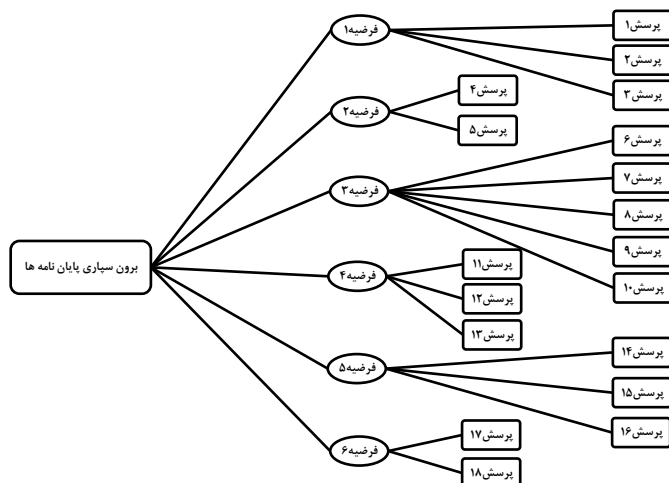 برون سپاری پایان نامه ها
فرضیه۱
پرسش۱
پرسش۲
پرسش۳
فرضیه۲
پرسش۴
پرسش۵
فرضیه۳
پرسش۶
پرسش۷
پرسش۸
پرسش۹
پرسش۱۰
فرضیه۴
پرسش۱۱
پرسش۱۲
پرسش۱۳
فرضیه۵
پرسش۱۴
پرسش۱۵
پرسش۱۶
فرضیه۶
پرسش۱۷
پرسش۱۸